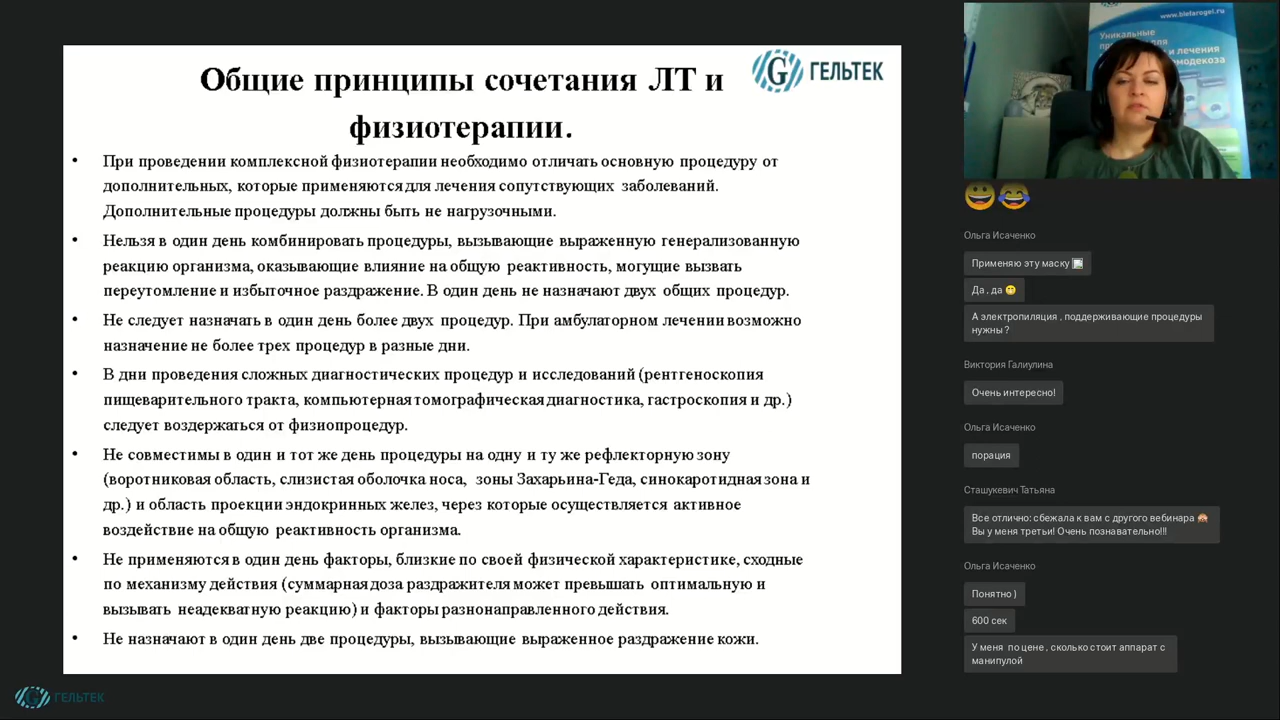 Общие принципы сочетания ЛТ и
физиотерапии.
ГЕЛЬТЕК
• При проведении комплексной физиотерапии необходимо отличать основную процедуру от
дополнительных, которые применяются для лечения сопутствующих заболеваний.
Дополнительные процедуры должны быть не нагрузочными.
• Нельзя в один день комбинировать процедуры, вызывающие выраженную генерализованную
реакцию организма, оказывающие влияние на общую реактивность, могущие вызвать
переутомление и избыточное раздражение. В один день не назначают двух общих процедур.
• Не следует назначать в один день более двух процедур. При амбулаторном лечении возможно
назначение не более трех процедур в разные дни.
• В дни проведения сложных диагностических процедур и исследований (рентгеноскопия
пищеварительного тракта, компьютерная томографическая диагностика, гастроскопия и др.)
следует воздержаться от физиопроцедур.
• Не совместимы в один и тот же день процедуры на одну и ту же рефлекторную зону
(воротниковая область, слизистая оболочка носа, зоны Захарьина-Геда, синокаротидная зона и
др.) и область проекции эндокринных желез, через которые осуществляется активное
воздействие на общую реактивность организма.
• Не применяются в один день факторы, близкие по своей физической характеристике, сходные
по механизму действия (суммарная доза раздражителя может превышать оптимальную и
вызывать неадекватную реакцию) и факторы разнонаправленного действия.
• Не назначают в один день две процедуры, вызывающие выраженное раздражение кожи.
ГЕЛЬТЕК
www.blefarogel.ru
Уникальные
лечения
😀😂
Ольга Исаченко
Применяю эту маску
Да , да
А электропиляция , поддерживающие процедуры
нужны ?
Виктория Галиулина
Очень интересно!
Ольга Исаченко
порация
Сташукевич Татьяна
Все отлично: сбежала к вам с другого вебинара 🙈
Вы у меня третьи! Очень познавательно!!!
Ольга Исаченко
Понятно )
600 сек
У меня по цене , сколько стоит аппарат с
манипулой